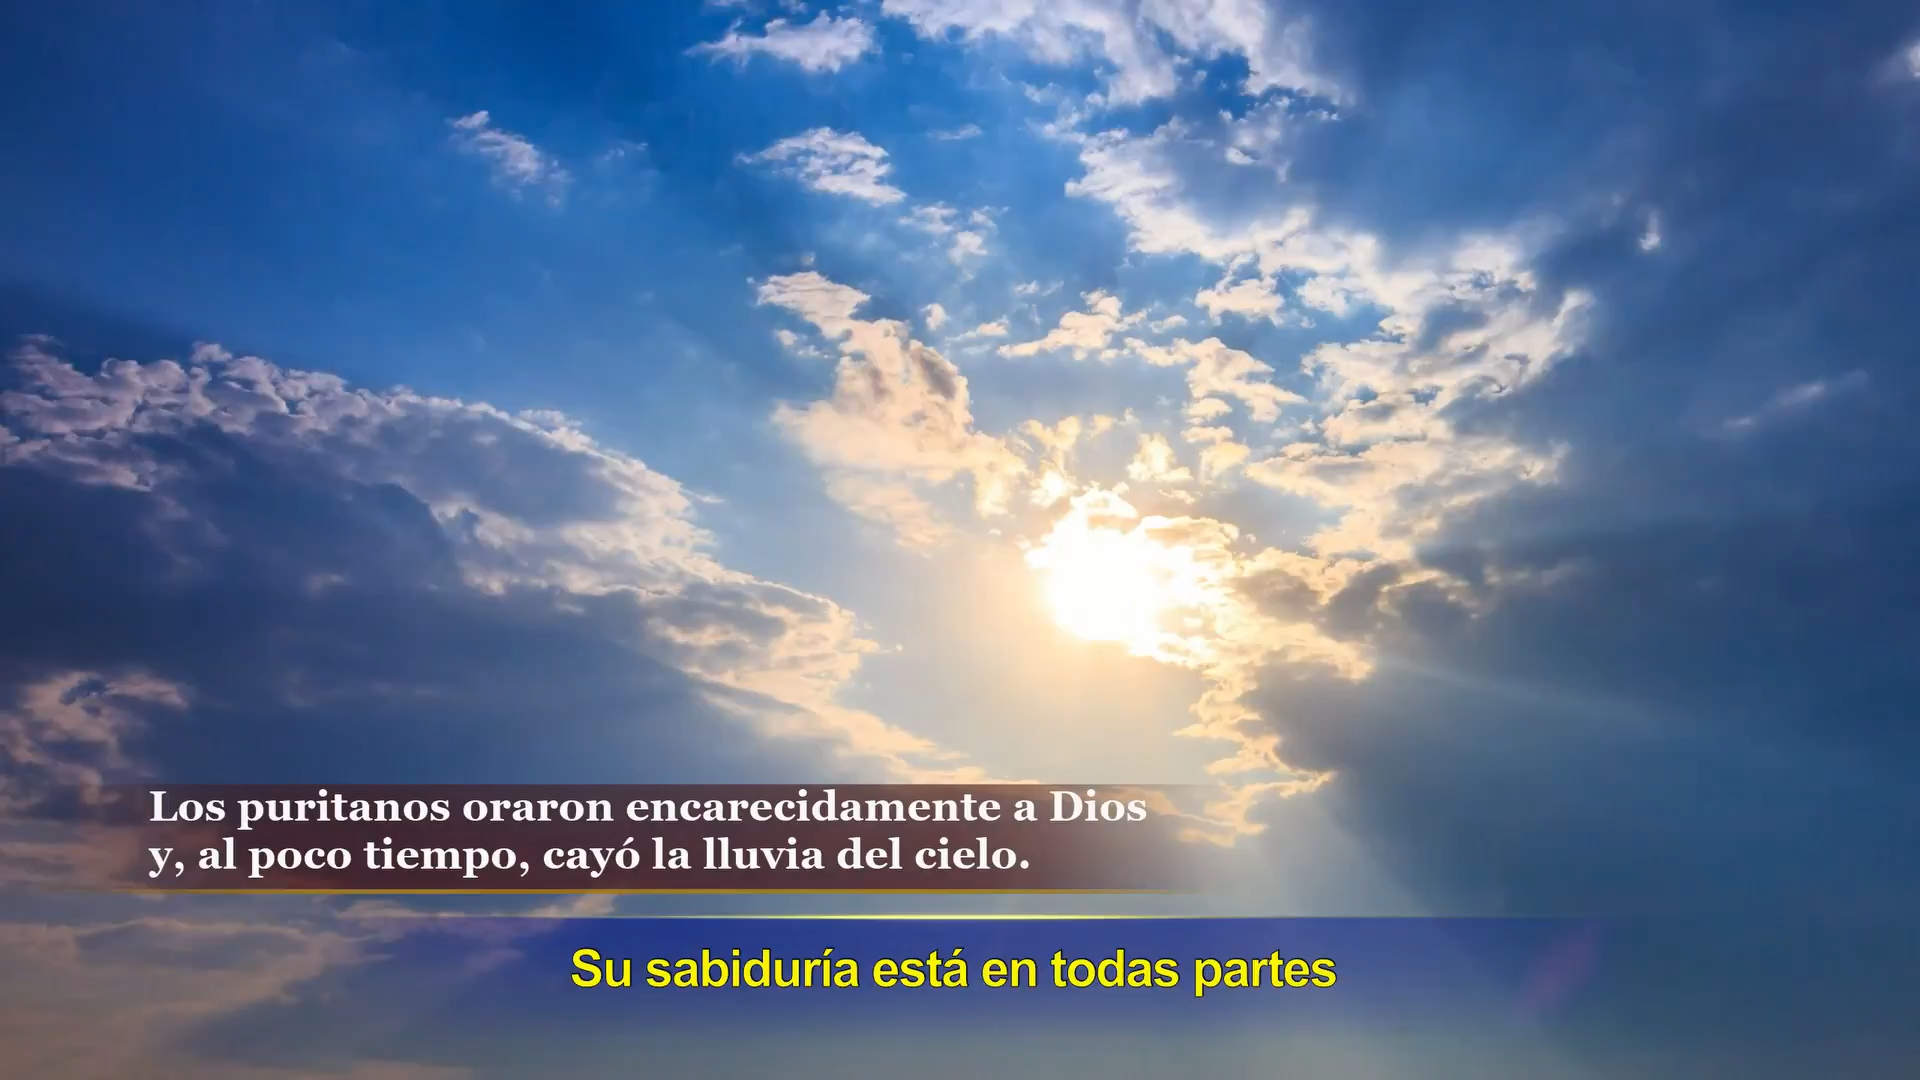 Los puritanos oraron encarecidamente a Dios
y, al poco tiempo, cayó la lluvia del cielo.
Su sabiduría está en todas partes